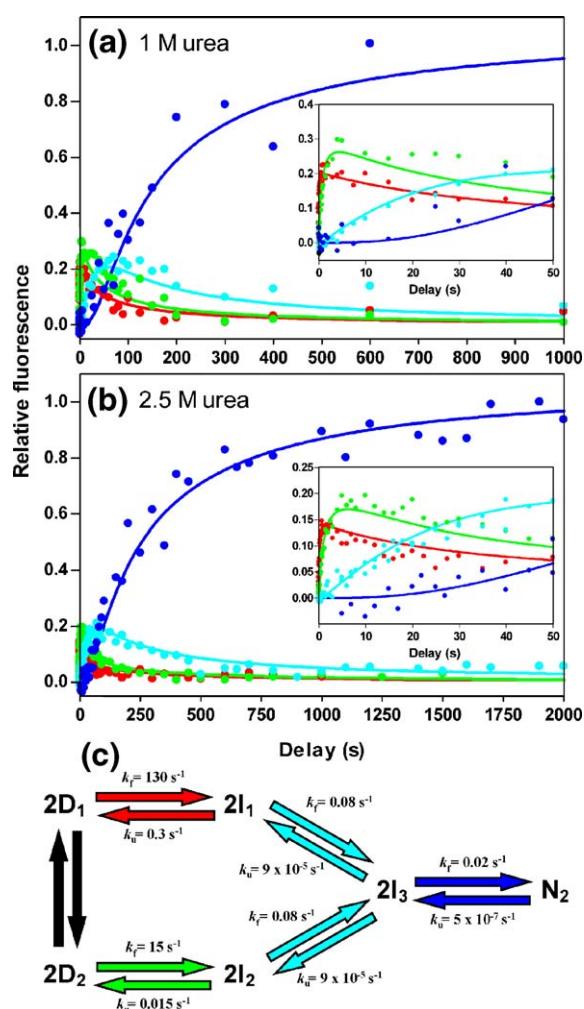 (a) 1 M urea
Relative fluorescence
1.0
0.8
0.6
0.4
0.2
0.0
0 100 200 300 400 500 600 700 800 900 1000
0.4
0.3
0.2
0.1
0.0
0 10 20 30 40 50
Delay (s)
(b) 2.5 M urea
1.0
0.8
0.6
0.4
0.2
0.0
0 250 500 750 1000 1250 1500 1750 2000
0.25
0.20
0.15
0.10
0.05
0.00
0 10 20 30 40 50
Delay (s)
Delay (s)
(c)
2D₁
kf= 130 s⁻¹
ku= 0.3 s⁻¹
2I₁
kf= 0.08 s⁻¹
ku= 9 x 10⁻⁵ s⁻¹
2I₃
kf= 0.02 s⁻¹
ku= 5 x 10⁻⁷ s⁻¹
N₂
kf= 0.08 s⁻¹
ku= 9 x 10⁻⁵ s⁻¹
2D₂
kf= 15 s⁻¹
ku= 0.015 s⁻¹
2I₂